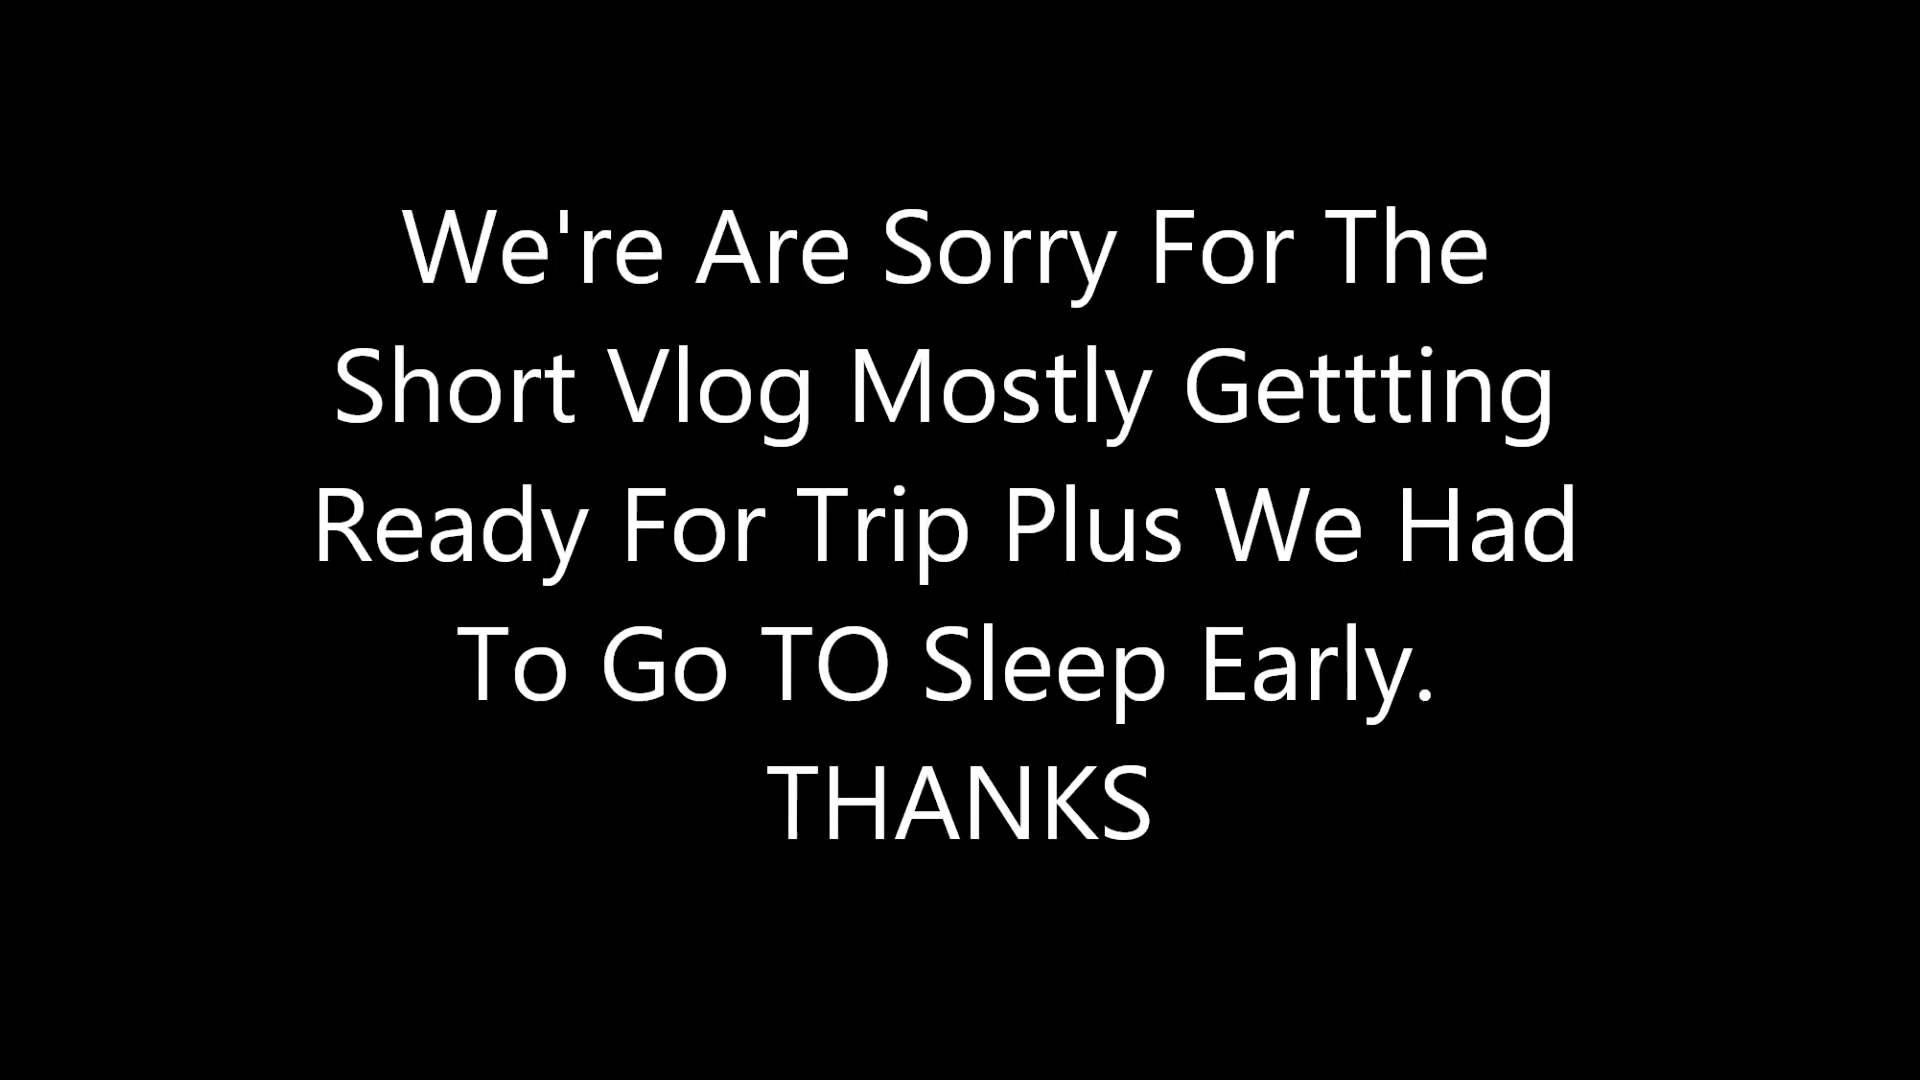 We're Are Sorry For The
Short Vlog Mostly Gettting
Ready For Trip Plus We Had
To Go TO Sleep Early.
THANKS